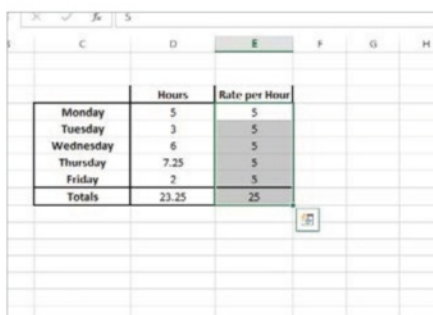 fx 5
C D E F G H
Hours Rate per Hour
Monday 5 5
Tuesday 3 5
Wednesday 6 5
Thursday 7.25 5
Friday 2 5
Totals 23.25 25